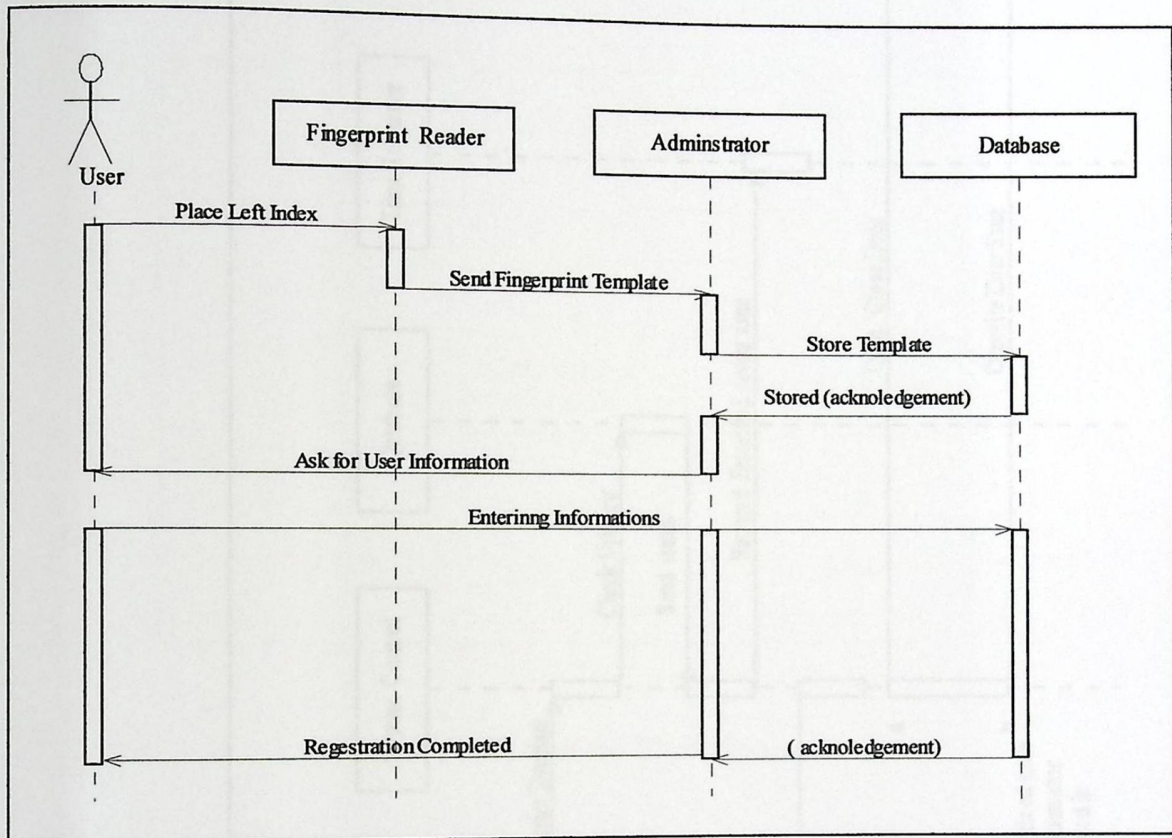 User
Fingerprint Reader
Adminstrator
Database
Place Left Index
Send Fingerprint Template
Store Template
Stored (acknoledgement)
Ask for User Information
Enterinng Informations
Regestration Completed
( acknoledgement)